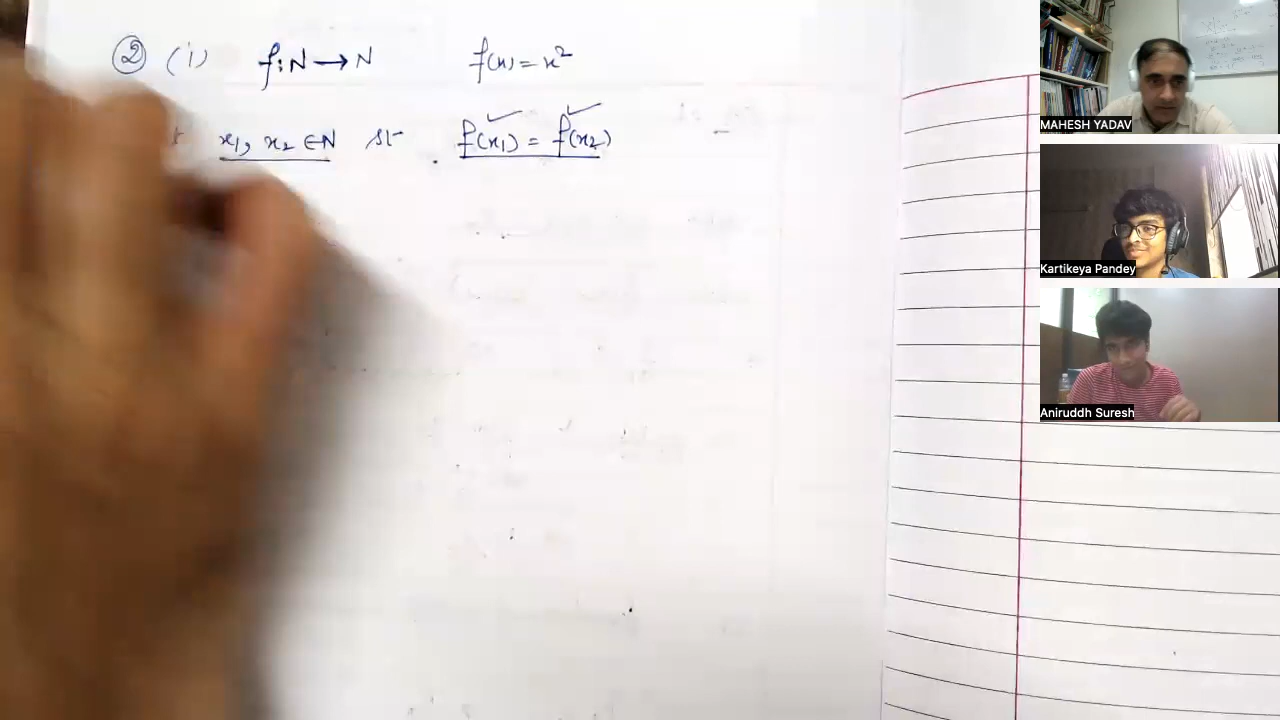 ② (i) f: N → N f(x) = x²
x₁, x₂ ∈ N st f(x₁) = f(x₂)
MAHESH YADAV
Kartikeya Pandey
Aniruddh Suresh